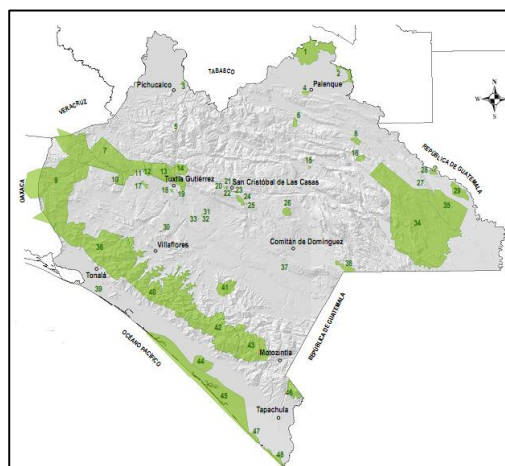 1
TABASCO
2
Pichucalco
3
4
Palenque
N
W
E
S
VERACRUZ
5
6
7
8
REPÚBLICA DE GUATEMALA
9
10
11
12
13
14
15
16
17
Tuxtla Gutiérrez
18
19
20
21
San Cristóbal de Las Casas
22
23
24
25
26
27
28
29
OAXACA
30
31
32
33
34
35
Villaflores
Comitán de Domínguez
36
37
38
Tonalá
39
40
41
42
43
REPÚBLICA DE GUATEMALA
Motozintla
OCÉANO PACÍFICO
44
45
46
Tapachula
47
48